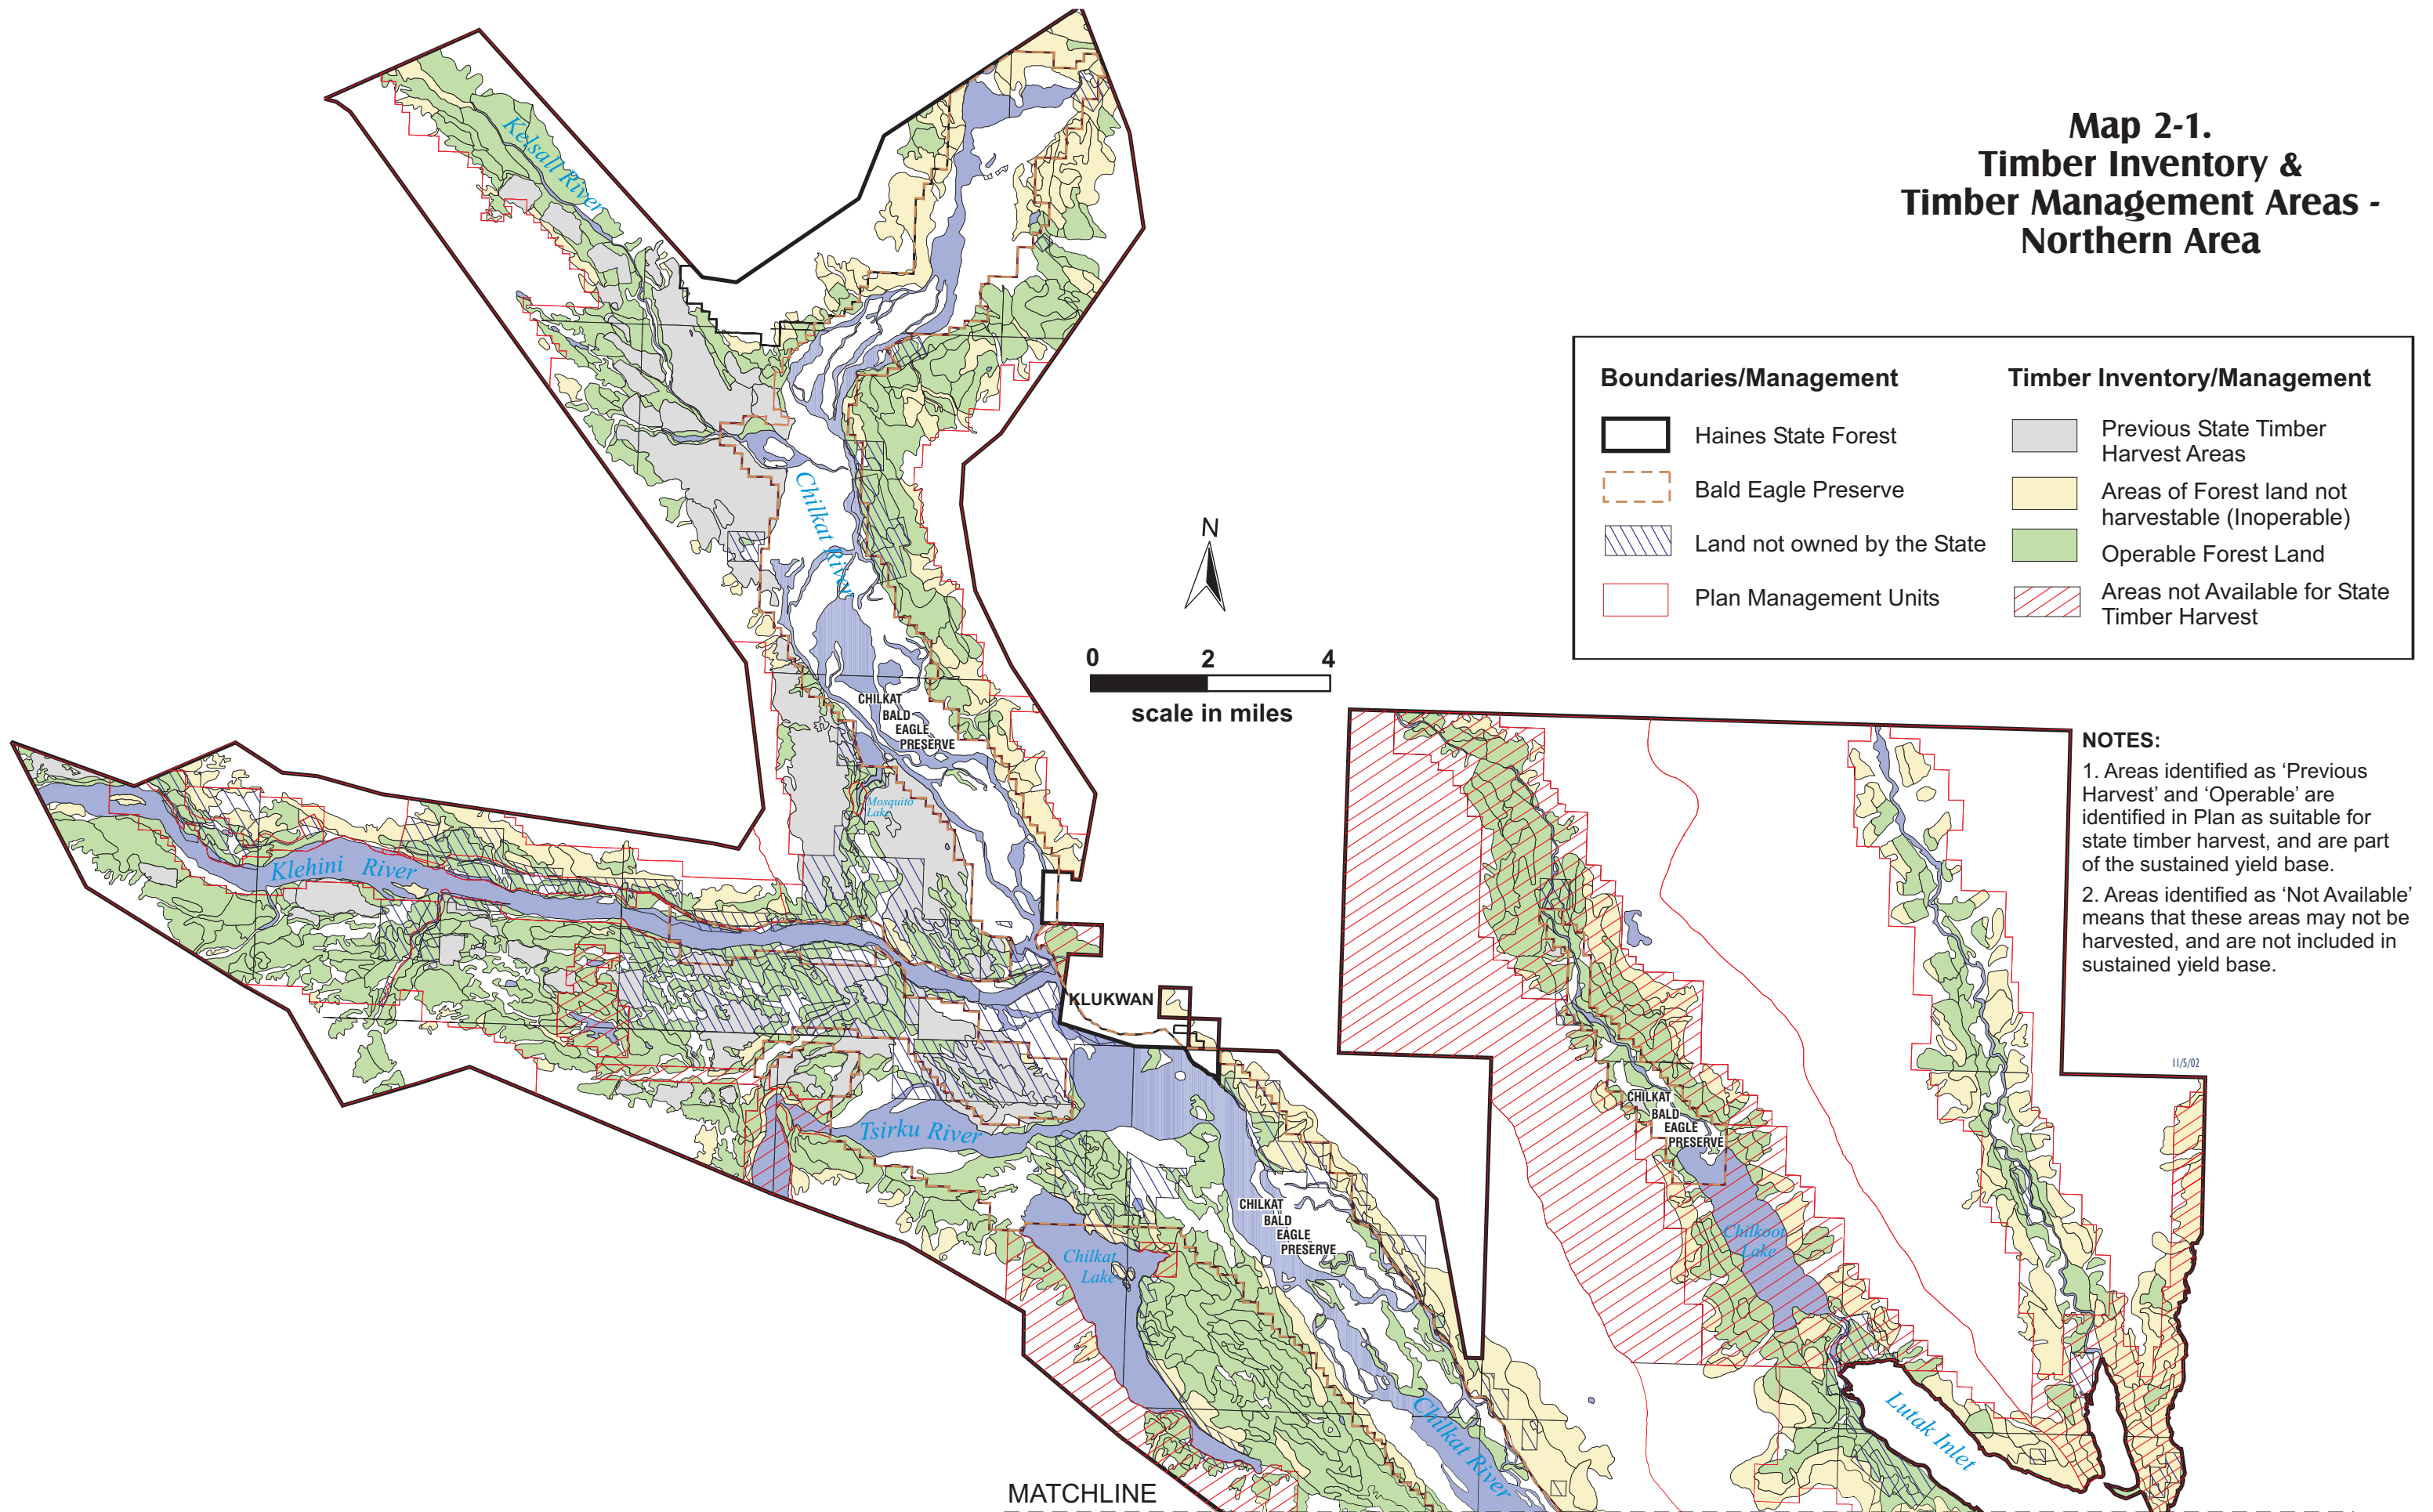 Map 2-1.
Timber Inventory &
Timber Management Areas -
Northern Area
Boundaries/Management
Haines State Forest
Bald Eagle Preserve
Land not owned by the State
Plan Management Units
Timber Inventory/Management
Previous State Timber
Harvest Areas
Areas of Forest land not
harvestable (Inoperable)
Operable Forest Land
Areas not Available for State
Timber Harvest
Kelsall River
Chilkat River
N
0 2 4
scale in miles
CHILKAT
BALD
EAGLE
PRESERVE
Mosquito
Lake
Klehini River
KLUKWAN
Tsirku River
CHILKAT
BALD
EAGLE
PRESERVE
Chilkat
Lake
Chilkat River
CHILKAT
BALD
EAGLE
PRESERVE
Chilkoot
Lake
Lutak Inlet
NOTES:
1. Areas identified as ‘Previous
Harvest’ and ‘Operable’ are
identified in Plan as suitable for
state timber harvest, and are part
of the sustained yield base.
2. Areas identified as ‘Not Available’
means that these areas may not be
harvested, and are not included in
sustained yield base.
11/5/02
MATCHLINE